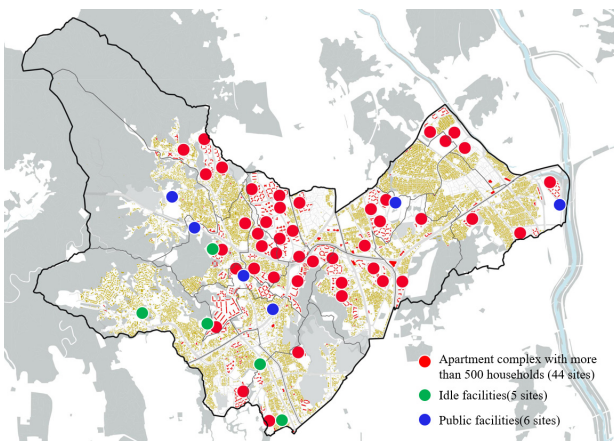 Apartment complex with more
than 500 households (44 sites)
Idle facilities(5 sites)
Public facilities(6 sites)